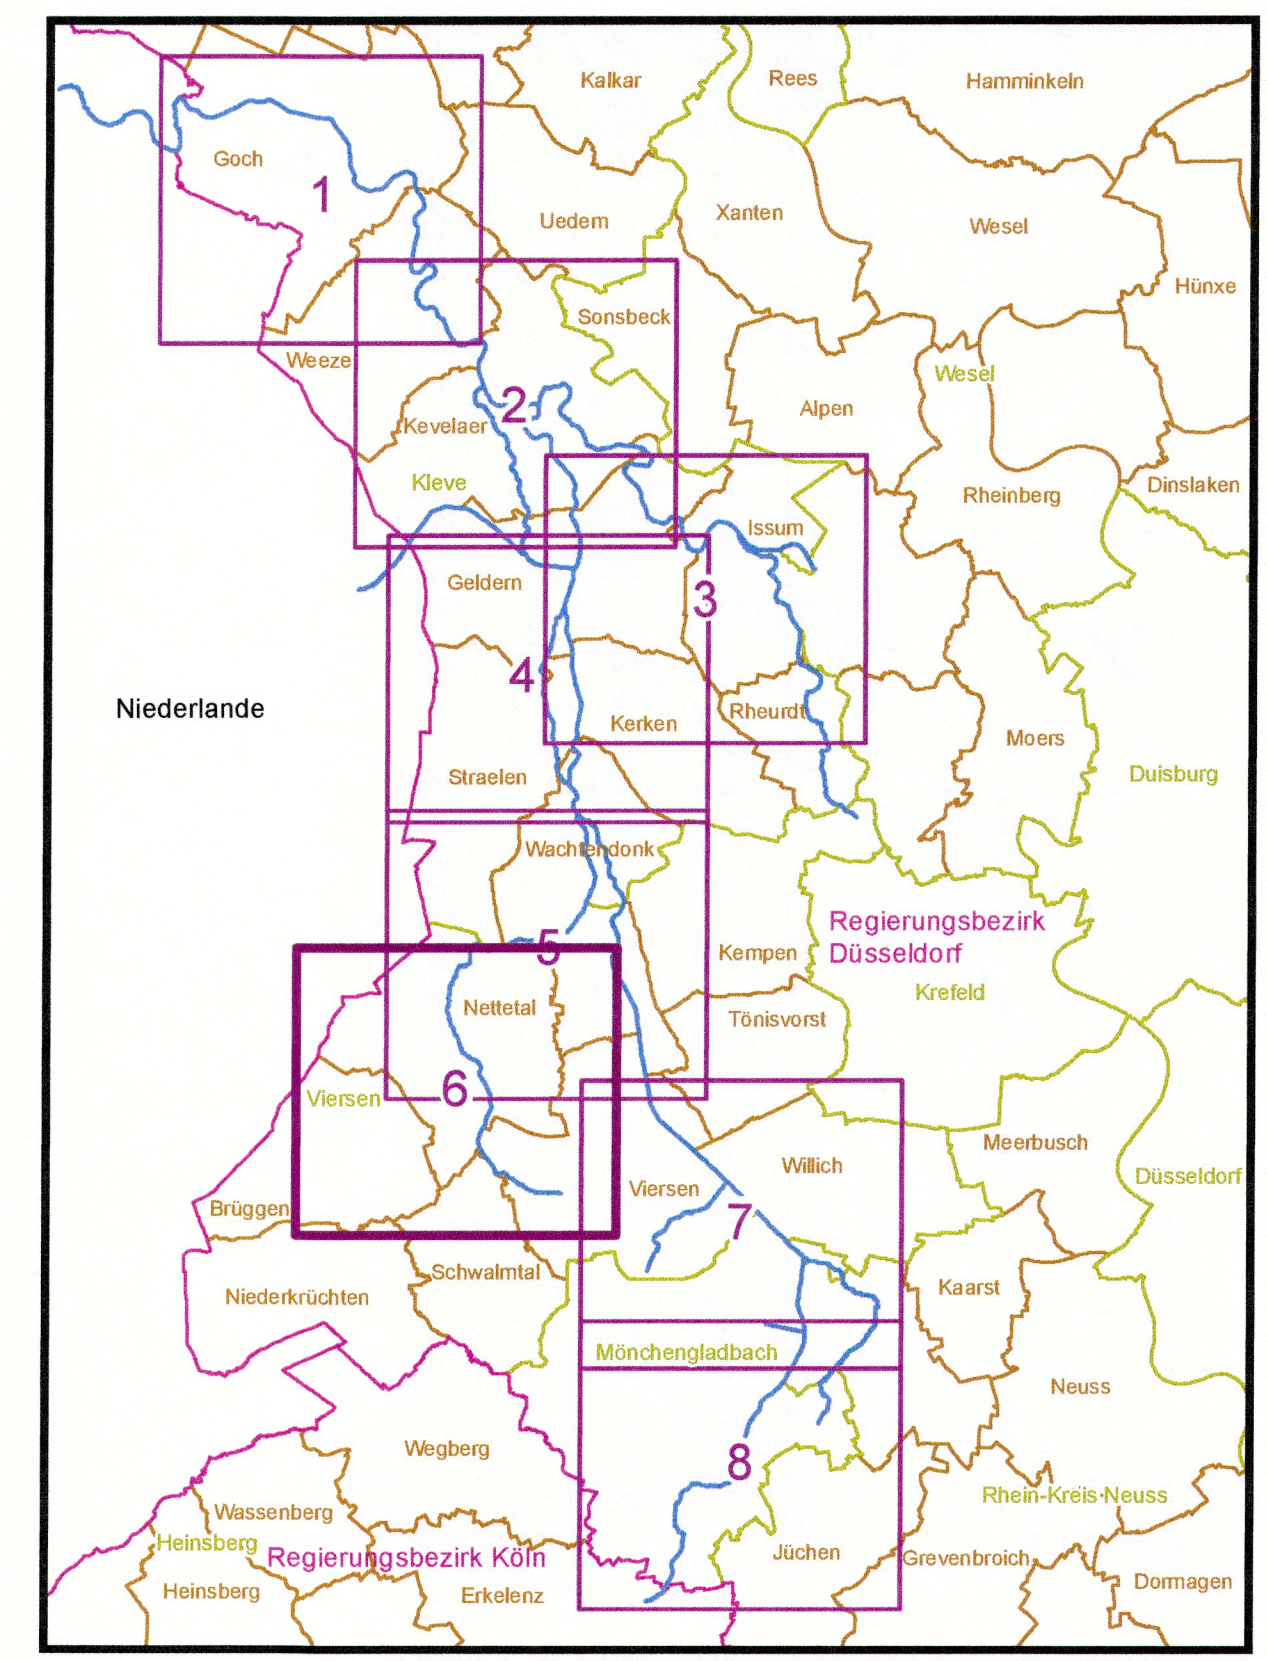 Kalkar
Rees
Hamminkeln
Goch
1
Uedem
Xanten
Wesel
Hünxe
Sonsbeck
Weeze
Wesel
2
Alpen
Kevelaer
Kleve
Rheinberg
Dinslaken
Issum
Geldern
3
4
Niederlande
Kerken
Rheurdt
Moers
Straelen
Duisburg
Wachtendonk
Regierungsbezirk
Düsseldorf
5
Kempen
Krefeld
Nettetal
Tönisvorst
6
Viersen
Meerbusch
Willich
Düsseldorf
Viersen
Brüggen
7
Schwalmtal
Kaarst
Niederkrüchten
Mönchengladbach
Neuss
Wegberg
8
Rhein-Kreis-Neuss
Wassenberg
Heinsberg
Regierungsbezirk Köln
Jüchen
Grevenbroich
Heinsberg
Erkelenz
Dormagen